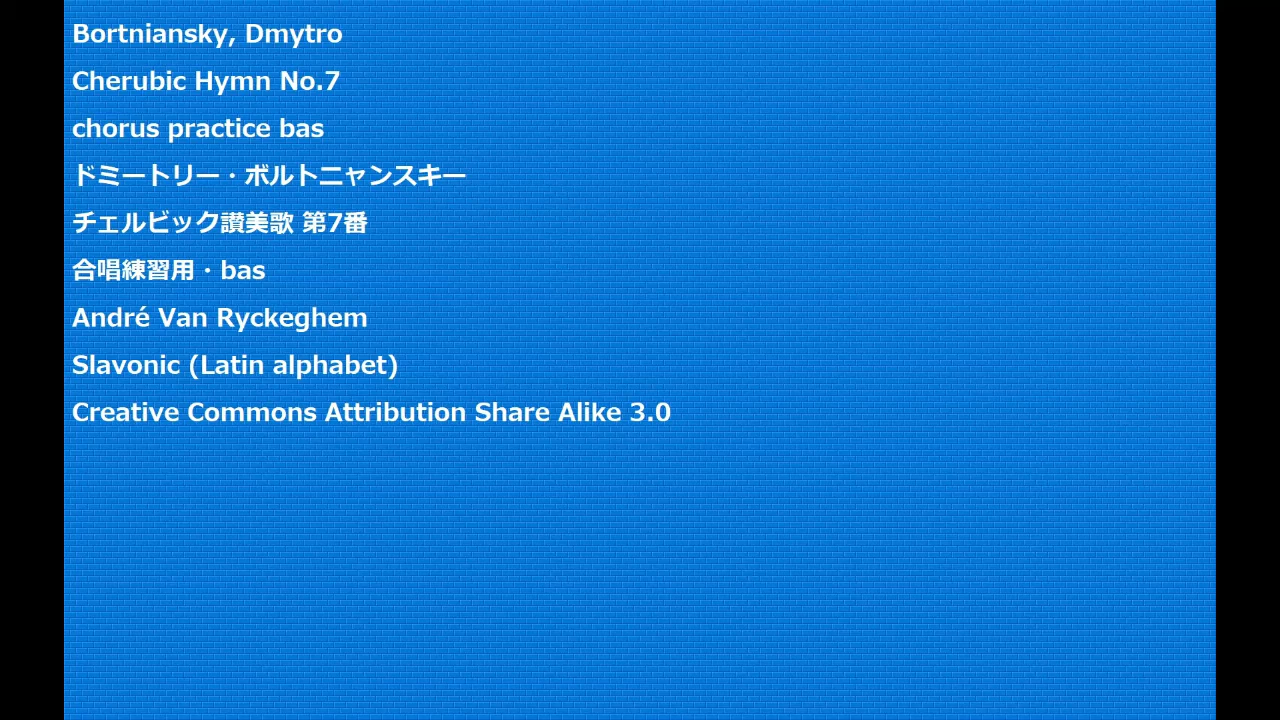 Bortniansky, Dmytro
Cherubic Hymn No.7
chorus practice bas
ドミートリー・ボルトニャンスキー
チェルビック讃美歌 第7番
合唱練習用・bas
André Van Ryckeghem
Slavonic (Latin alphabet)
Creative Commons Attribution Share Alike 3.0